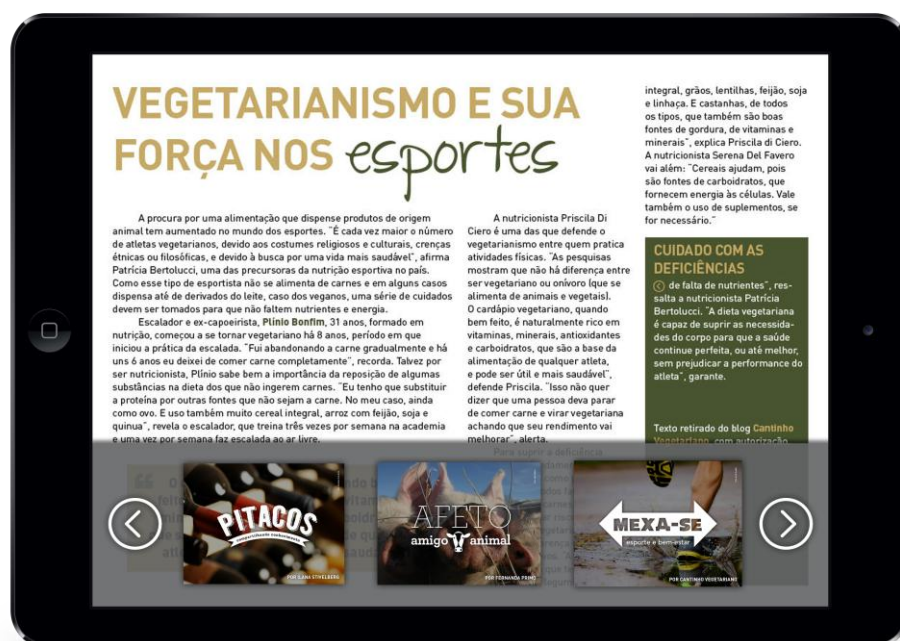 VEGETARIANISMO E SUA
FORÇA NOS esportes
A procura por uma alimentação que dispense produtos de origem
animal tem aumentado no mundo dos esportes. "É cada vez maior o número
de atletas vegetarianos, devido aos costumes religiosos e culturais, crenças
étnicas ou filosóficas, e devido à busca por uma vida mais saudável", afirma
Patrícia Bertolucci, uma das precursoras da nutrição esportiva no país.
Como esse tipo de esportista não se alimenta de carnes e em alguns casos
dispensa até de derivados do leite, caso dos veganos, uma série de cuidados
devem ser tomados para que não faltem nutrientes e energia.
Escalador e ex-capoeirista, Plínio Bonfim, 31 anos, formado em
nutrição, começou a se tornar vegetariano há 8 anos, período em que
iniciou a prática da escalada. "Fui abandonando a carne gradualmente e há
uns 6 anos eu deixei de comer carne completamente", recorda. Talvez por
ser nutricionista, Plínio sabe bem a importância da reposição de algumas
substâncias na dieta dos que não ingerem carnes. "Eu tenho que substituir
a proteína por outras fontes que não sejam a carne. No meu caso, ainda
como ovo. E uso também muito cereal integral, arroz com feijão, soja e
quinua", revela o escalador, que treina três vezes por semana na academia
e uma vez por semana faz escalada ao ar livre.
A nutricionista Priscila Di
Ciero é uma das que defende o
vegetarianismo entre quem pratica
atividades físicas. "As pesquisas
mostram que não há diferença entre
ser vegetariano ou onívoro (que se
alimenta de animais e vegetais).
O cardápio vegetariano, quando
bem feito, é naturalmente rico em
vitaminas, minerais, antioxidantes
e carboidratos, que são a base da
alimentação de qualquer atleta,
e pode ser útil e mais saudável",
defende Priscila. "Isso não quer
dizer que uma pessoa deva parar
de comer carne e virar vegetariana
achando que seu rendimento vai
melhorar", alerta.
Para suprir a deficiência
integral, grãos, lentilhas, feijão, soja
e linhaça. E castanhas, de todos
os tipos, que também são boas
fontes de gordura, de vitaminas e
minerais", explica Priscila di Ciero.
A nutricionista Serena Del Favero
vai além: "Cereais ajudam, pois
são fontes de carboidratos, que
fornecem energia às células. Vale
também o uso de suplementos, se
for necessário."
CUIDADO COM AS
DEFICIÊNCIAS
de falta de nutrientes", res-
salta a nutricionista Patrícia
Bertolucci. "A dieta vegetariana
é capaz de suprir as necessida-
des do corpo para que a saúde
continue perfeita, ou até melhor,
sem prejudicar a performance do
atleta", garante.
Texto retirado do blog Cantinho
Vegetariano, com autorização
PITACOS
compartilhando conhecimento
POR ILANA STIVELBERG
AFETO
amigo animal
POR FERNANDA PRIMO
MEXA-SE
esporte e bem-estar
POR CANTINHO VEGETARIANO